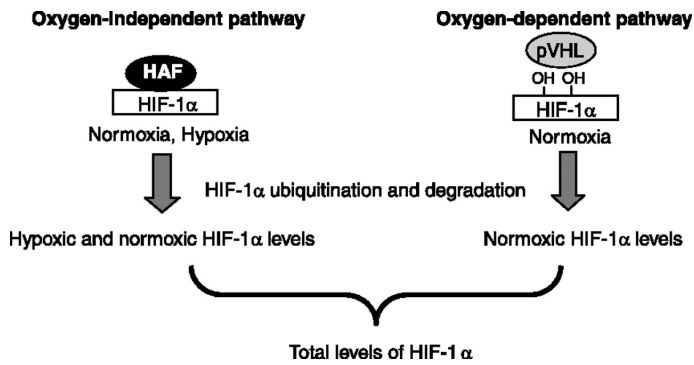 Oxygen-independent pathway
HAF
HIF-1α
Normoxia, Hypoxia
Oxygen-dependent pathway
pVHL
OH OH
HIF-1α
Normoxia
HIF-1α ubiquitination and degradation
Hypoxic and normoxic HIF-1α levels
Normoxic HIF-1α levels
Total levels of HIF-1α